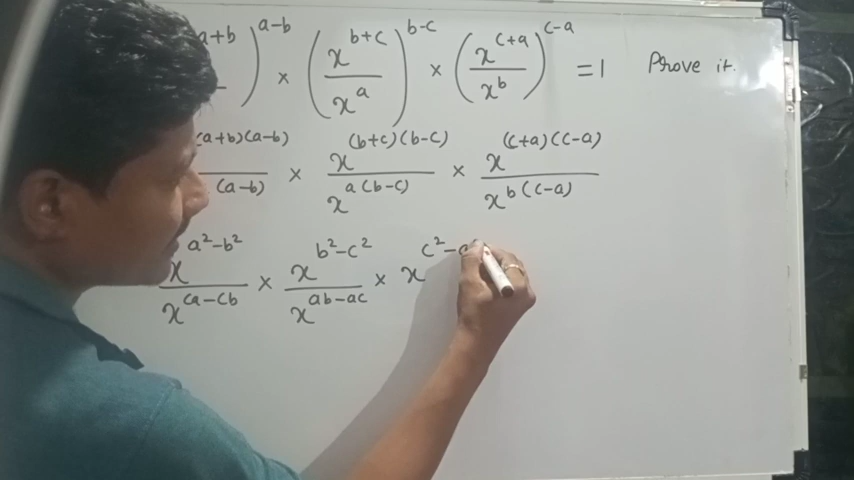 a+b )^(a-b) × (x^(b+c)/x^a)^(b-c) × (x^(c+a)/x^b)^(c-a) = 1 Prove it.
(a+b)(a-b)/(a-b) × x^((b+c)(b-c))/x^(a(b-c)) × x^((c+a)(c-a))/x^(b(c-a))
x^(a²-b²)/x^(ca-cb) × x^(b²-c²)/x^(ab-ac) × x^(c²-